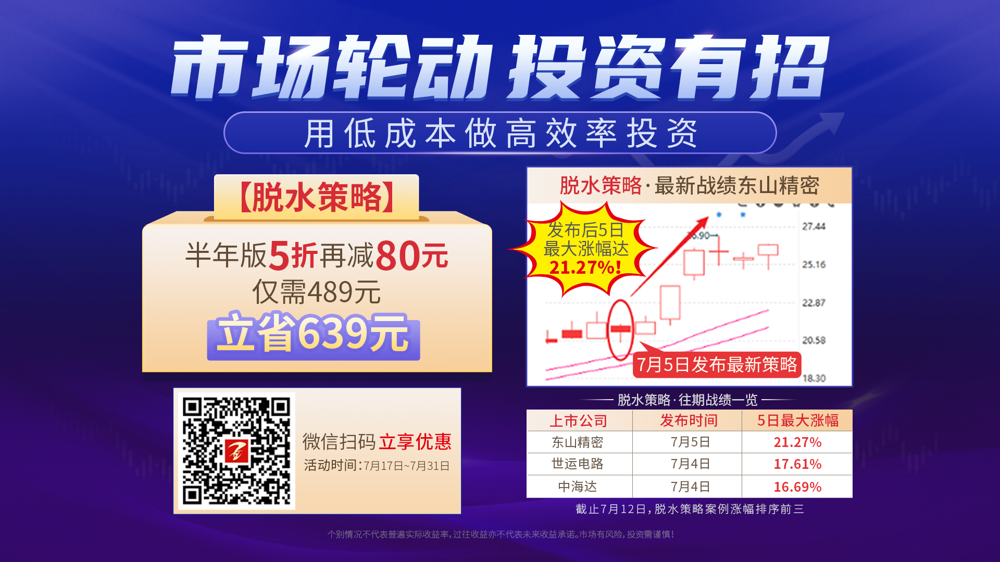 市场轮动 投资有招
用低成本做高效率投资
【脱水策略】
半年版5折再减80元
仅需489元
立省639元
微信扫码 立享优惠
活动时间：7月17日~7月31日
脱水策略·最新战绩东山精密
发布后5日
最大涨幅达
21.27%！
27.44
25.16
22.87
20.58
18.30
7月5日发布最新策略
脱水策略·往期战绩一览
上市公司 发布时间 5日最大涨幅
东山精密 7月5日 21.27%
世运电路 7月4日 17.61%
中海达 7月4日 16.69%
截止7月12日，脱水策略案例涨幅排序前三
个别情况不代表普遍实际收益率，过往收益亦不代表未来收益承诺。市场有风险，投资需谨慎！